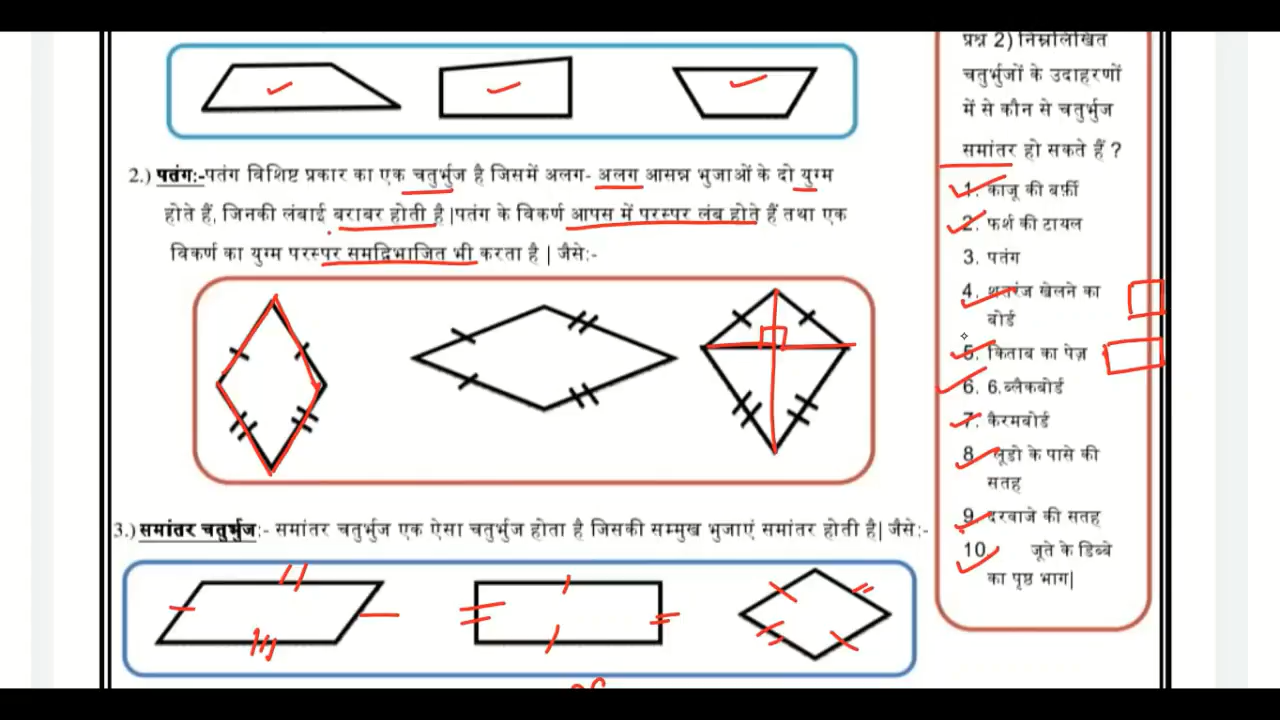 2.) पतंग:-पतंग विशिष्ट प्रकार का एक चतुर्भुज है जिसमें अलग- अलग आसन्न भुजाओं के दो युग्म
होते हैं, जिनकी लंबाई बराबर होती है |पतंग के विकर्ण आपस में परस्पर लंब होते हैं तथा एक
विकर्ण का युग्म परस्पर समद्विभाजित भी करता है | जैसे:-
3.) समांतर चतुर्भुज:- समांतर चतुर्भुज एक ऐसा चतुर्भुज होता है जिसकी सम्मुख भुजाएं समांतर होती है| जैसे:-
प्रश्न 2) निम्नलिखित
चतुर्भुजों के उदाहरणों
में से कौन से चतुर्भुज
समांतर हो सकते हैं ?
1. काजू की बर्फ़ी
2. फर्श की टायल
3. पतंग
4. शतरंज खेलने का
बोर्ड
5. किताब का पेज़
6. 6.ब्लैकबोर्ड
7. कैरमबोर्ड
8. लूडो के पासे की
सतह
9. दरवाजे की सतह
10. जूते के डिब्बे
का पृष्ठ भाग|